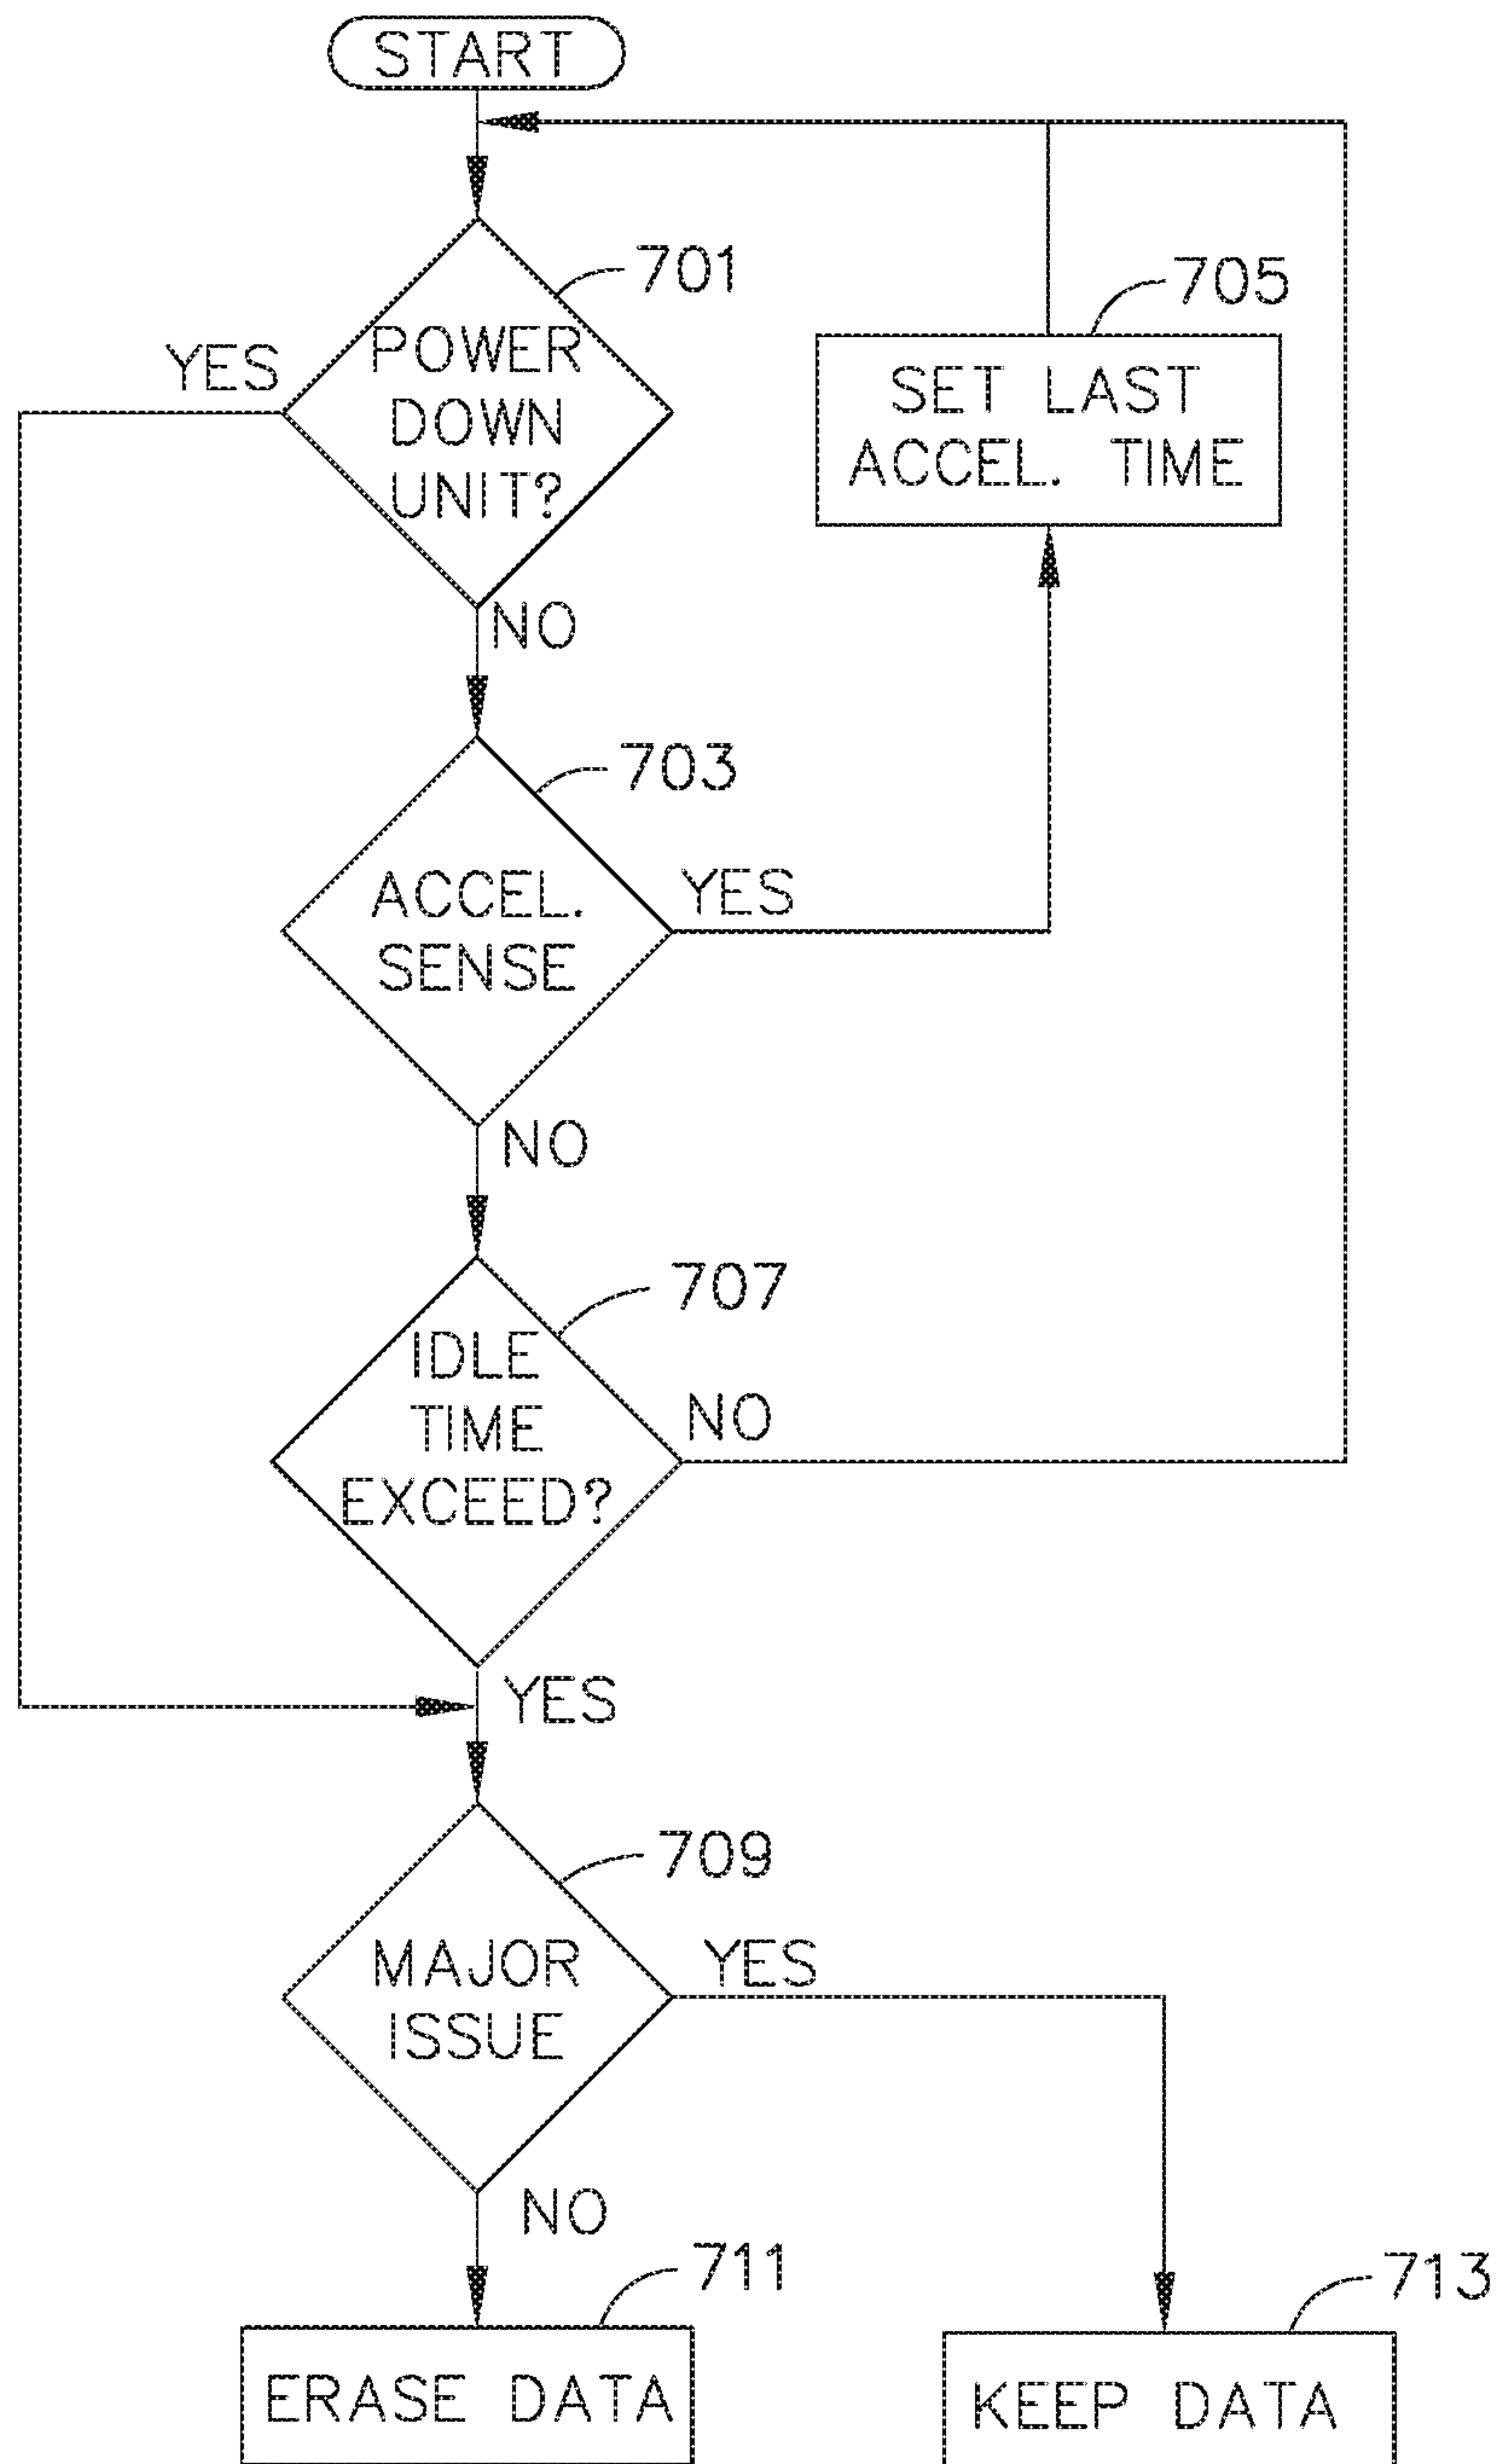 START
701
705
YES
POWER
DOWN
UNIT?
SET LAST
ACCEL. TIME
NO
703
ACCEL.
SENSE
YES
NO
707
IDLE
TIME
EXCEED?
NO
YES
709
MAJOR
ISSUE
YES
NO
711
713
ERASE DATA
KEEP DATA